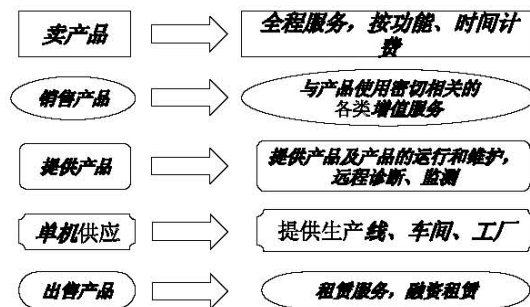 卖产品
全程服务，按功能、时间计
费
销售产品
与产品使用密切相关的
各类增值服务
提供产品
提供产品及产品的运行和维护，
远程诊断、监测
单机供应
提供生产线、车间、工厂
出售产品
租赁服务，融资租赁